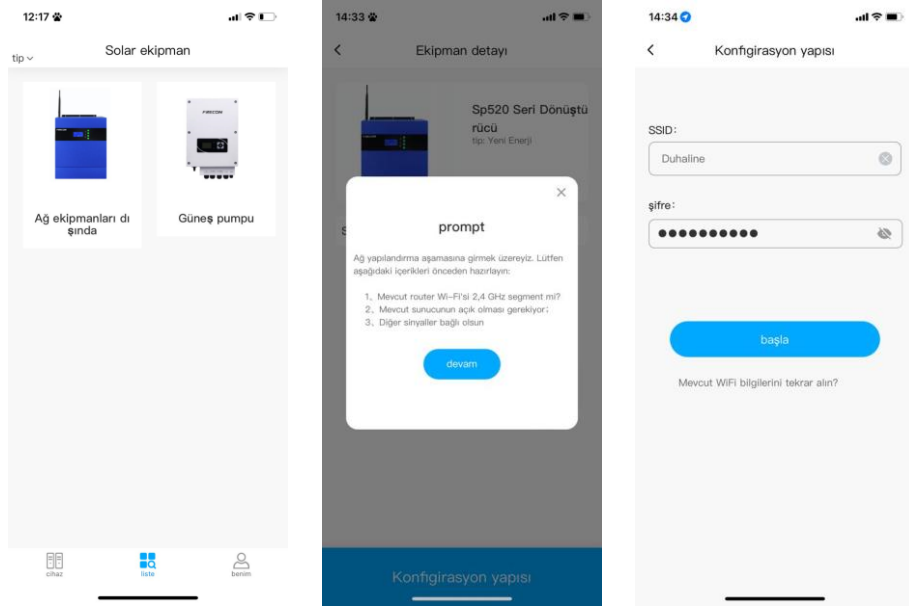 12:17
Solar ekipman
tip
Ağ ekipmanları dı
şında
Güneş pumpu
cihaz
liste
benim
14:33
Ekipman detayı
Sp520 Seri Dönüştü
rücü
tip: Yeni Enerji
S
prompt
Ağ yapılandırma aşamasına girmek üzereyiz. Lütfen
aşağıdaki içerikleri önceden hazırlayın:
1、Mevcut router Wi-Fi'si 2,4 GHz segment mi?
2、Mevcut sunucunun açık olması gerekiyor;
3、Diğer sinyaller bağlı olsun
devam
Konfigirasyon yapısı
14:34
Konfigirasyon yapısı
SSID:
Duhaline
şifre:
başla
Mevcut WiFi bilgilerini tekrar alın?